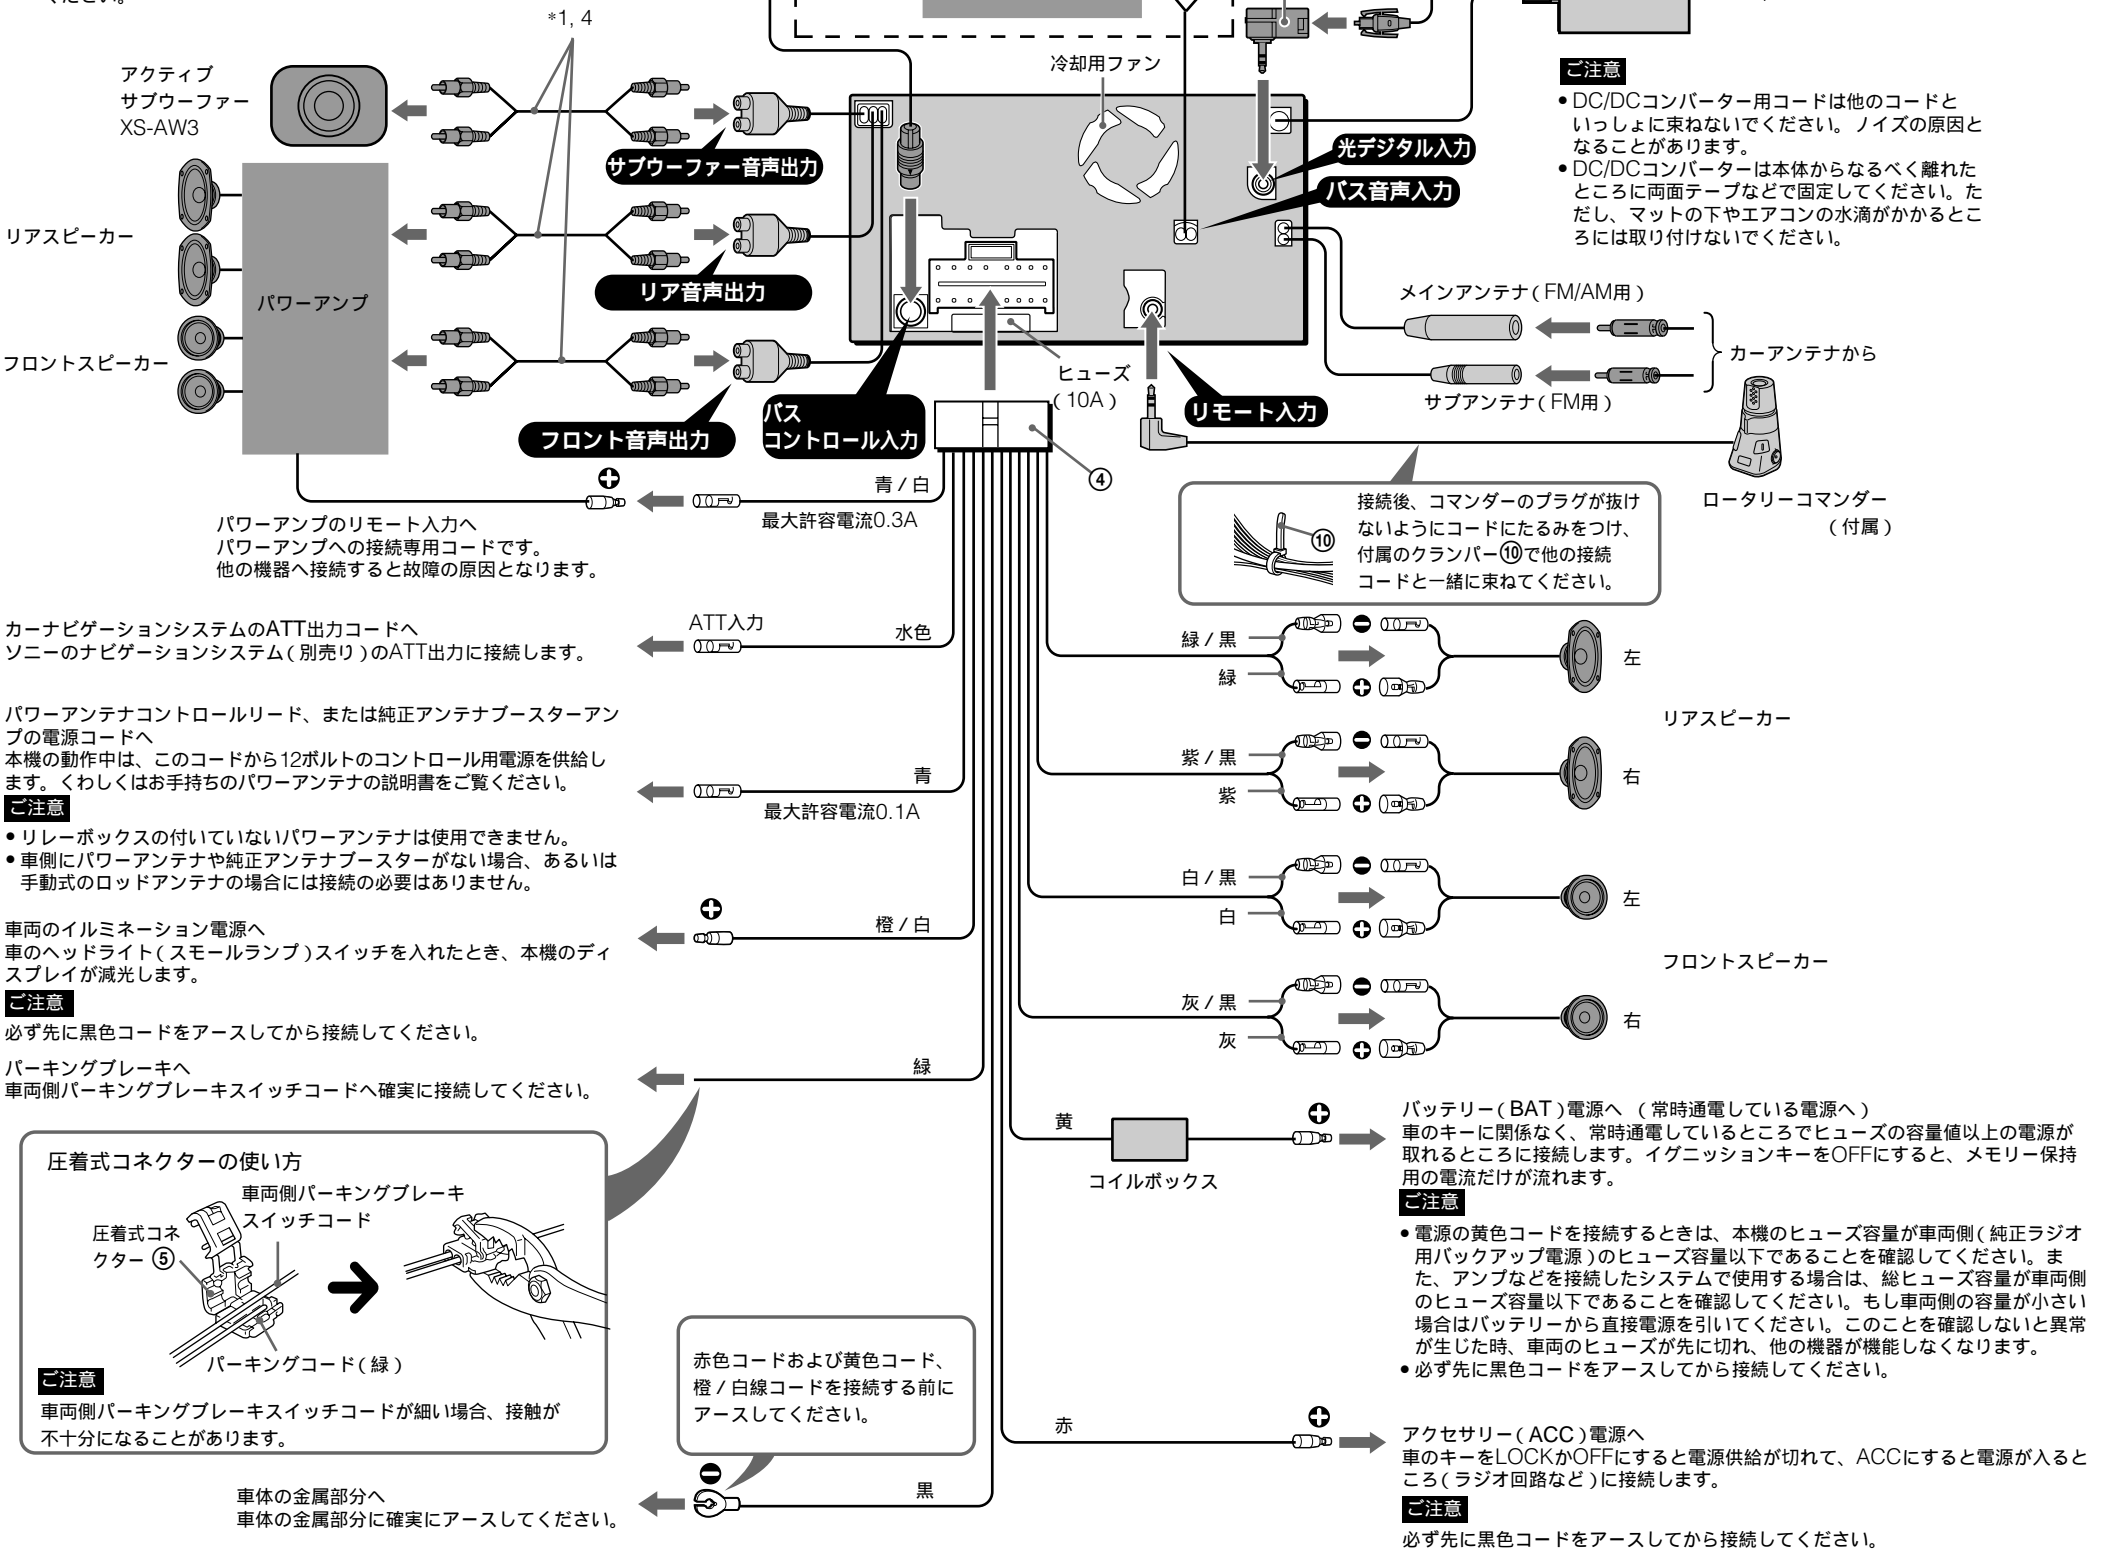 ください。
*1, 4
アクティブ
サブウーファー
XS-AW3
サブウーファー音声出力
リアスピーカー
パワーアンプ
リア音声出力
フロントスピーカー
フロント音声出力
冷却用ファン
光デジタル入力
バス音声入力
ヒューズ
(10A)
バス
コントロール入力
リモート入力
④
ご注意
• DC/DCコンバーター用コードは他のコードと
いっしょに束ねないでください。ノイズの原因と
なることがあります。
• DC/DCコンバーターは本体からなるべく離れた
ところに両面テープなどで固定してください。た
だし、マットの下やエアコンの水滴がかかるとこ
ろには取り付けないでください。
メインアンテナ(FM/AM用)
カーアンテナから
サブアンテナ(FM用)
ロータリーコマンダー
(付属)
接続後、コマンダーのプラグが抜け
ないようにコードにたるみをつけ、
付属のクランパー⑩で他の接続
コードと一緒に束ねてください。
⑩
青/白
最大許容電流0.3A
パワーアンプのリモート入力へ
パワーアンプへの接続専用コードです。
他の機器へ接続すると故障の原因となります。
ATT入力
水色
カーナビゲーションシステムのATT出力コードへ
ソニーのナビゲーションシステム(別売り)のATT出力に接続します。
パワーアンテナコントロールリード、または純正アンテナブースターアン
プの電源コードへ
本機の動作中は、このコードから12ボルトのコントロール用電源を供給し
ます。くわしくはお手持ちのパワーアンテナの説明書をご覧ください。
青
最大許容電流0.1A
ご注意
• リレーボックスの付いていないパワーアンテナは使用できません。
• 車側にパワーアンテナや純正アンテナブースターがない場合、あるいは
手動式のロッドアンテナの場合には接続の必要はありません。
橙/白
車両のイルミネーション電源へ
車のヘッドライト(スモールランプ)スイッチを入れたとき、本機のディ
スプレイが減光します。
ご注意
必ず先に黒色コードをアースしてから接続してください。
緑
パーキングブレーキへ
車両側パーキングブレーキスイッチコードへ確実に接続してください。
圧着式コネクターの使い方
車両側パーキングブレーキ
スイッチコード
圧着式コネ
クター ⑤
パーキングコード(緑)
ご注意
車両側パーキングブレーキスイッチコードが細い場合、接触が
不十分になることがあります。
赤色コードおよび黄色コード、
橙/白線コードを接続する前に
アースしてください。
黒
車体の金属部分へ
車体の金属部分に確実にアースしてください。
緑/黒
緑
左
リアスピーカー
紫/黒
紫
右
白/黒
白
左
フロントスピーカー
灰/黒
灰
右
黄
コイルボックス
バッテリー(BAT)電源へ (常時通電している電源へ)
車のキーに関係なく、常時通電しているところでヒューズの容量値以上の電源が
取れるところに接続します。イグニッションキーをOFFにすると、メモリー保持
用の電流だけが流れます。
ご注意
• 電源の黄色コードを接続するときは、本機のヒューズ容量が車両側(純正ラジオ
用バックアップ電源)のヒューズ容量以下であることを確認してください。ま
た、アンプなどを接続したシステムで使用する場合は、総ヒューズ容量が車両側
のヒューズ容量以下であることを確認してください。もし車両側の容量が小さい
場合はバッテリーから直接電源を引いてください。このことを確認しないと異常
が生じた時、車両のヒューズが先に切れ、他の機器が機能しなくなります。
• 必ず先に黒色コードをアースしてから接続してください。
赤
アクセサリー(ACC)電源へ
車のキーをLOCKかOFFにすると電源供給が切れて、ACCにすると電源が入ると
ころ(ラジオ回路など)に接続します。
ご注意
必ず先に黒色コードをアースしてから接続してください。